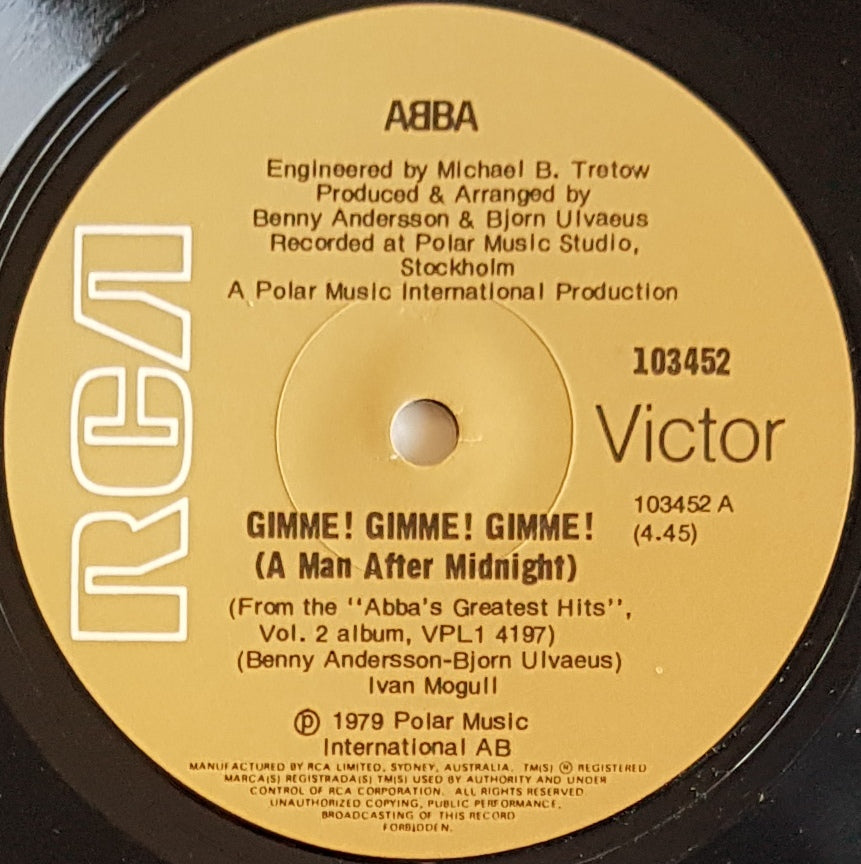 ABBA
Engineered by Michael B. Tretow
Produced & Arranged by
Benny Andersson & Bjorn Ulvaeus
Recorded at Polar Music Studio,
Stockholm
A Polar Music International Production
RCA
103452
Victor
103452 A
(4.45)
GIMME! GIMME! GIMME!
(A Man After Midnight)
(From the "Abba's Greatest Hits",
Vol. 2 album, VPL1 4197)
(Benny Andersson-Bjorn Ulvaeus)
Ivan Mogull
℗ 1979 Polar Music
International AB
MANUFACTURED BY RCA LIMITED, SYDNEY, AUSTRALIA. TM(S) ® REGISTERED
MARCA(S) REGISTRADA(S) TM(S) USED BY AUTHORITY AND UNDER
CONTROL OF RCA CORPORATION. ALL RIGHTS RESERVED.
UNAUTHORIZED COPYING, PUBLIC PERFORMANCE,
BROADCASTING OF THIS RECORD
FORBIDDEN.